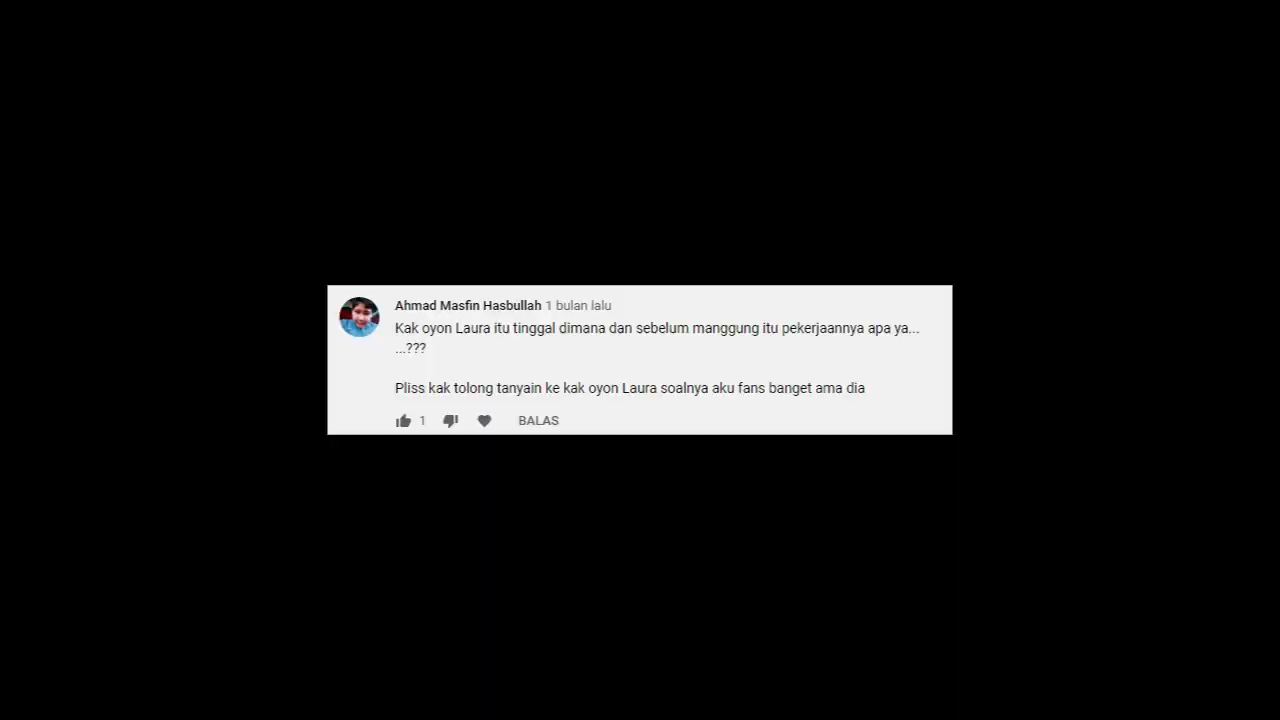 Ahmad Masfin Hasbullah 1 bulan lalu
Kak oyon Laura itu tinggal dimana dan sebelum manggung itu pekerjaannya apa ya...
...???
Pliss kak tolong tanyain ke kak oyon Laura soalnya aku fans banget ama dia
1 BALAS